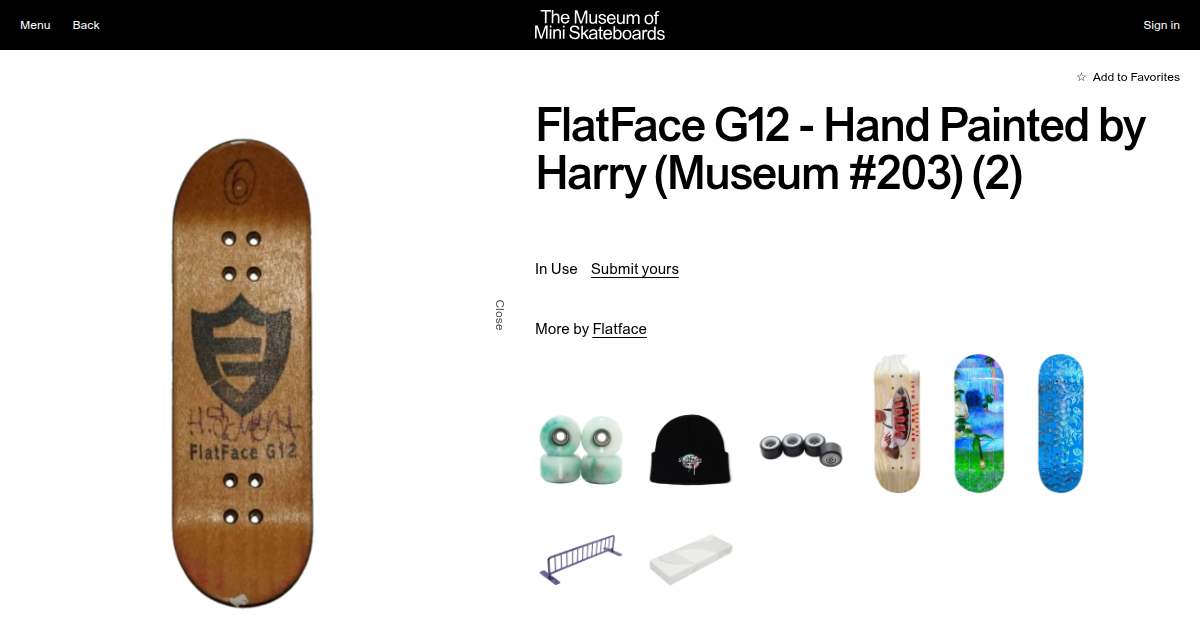 Menu
Back
The Museum of
Mini Skateboards
Sign in
☆ Add to Favorites
FlatFace G12 - Hand Painted by
Harry (Museum #203) (2)
In Use
Submit yours
Close
More by Flatface
6
FlatFace G12